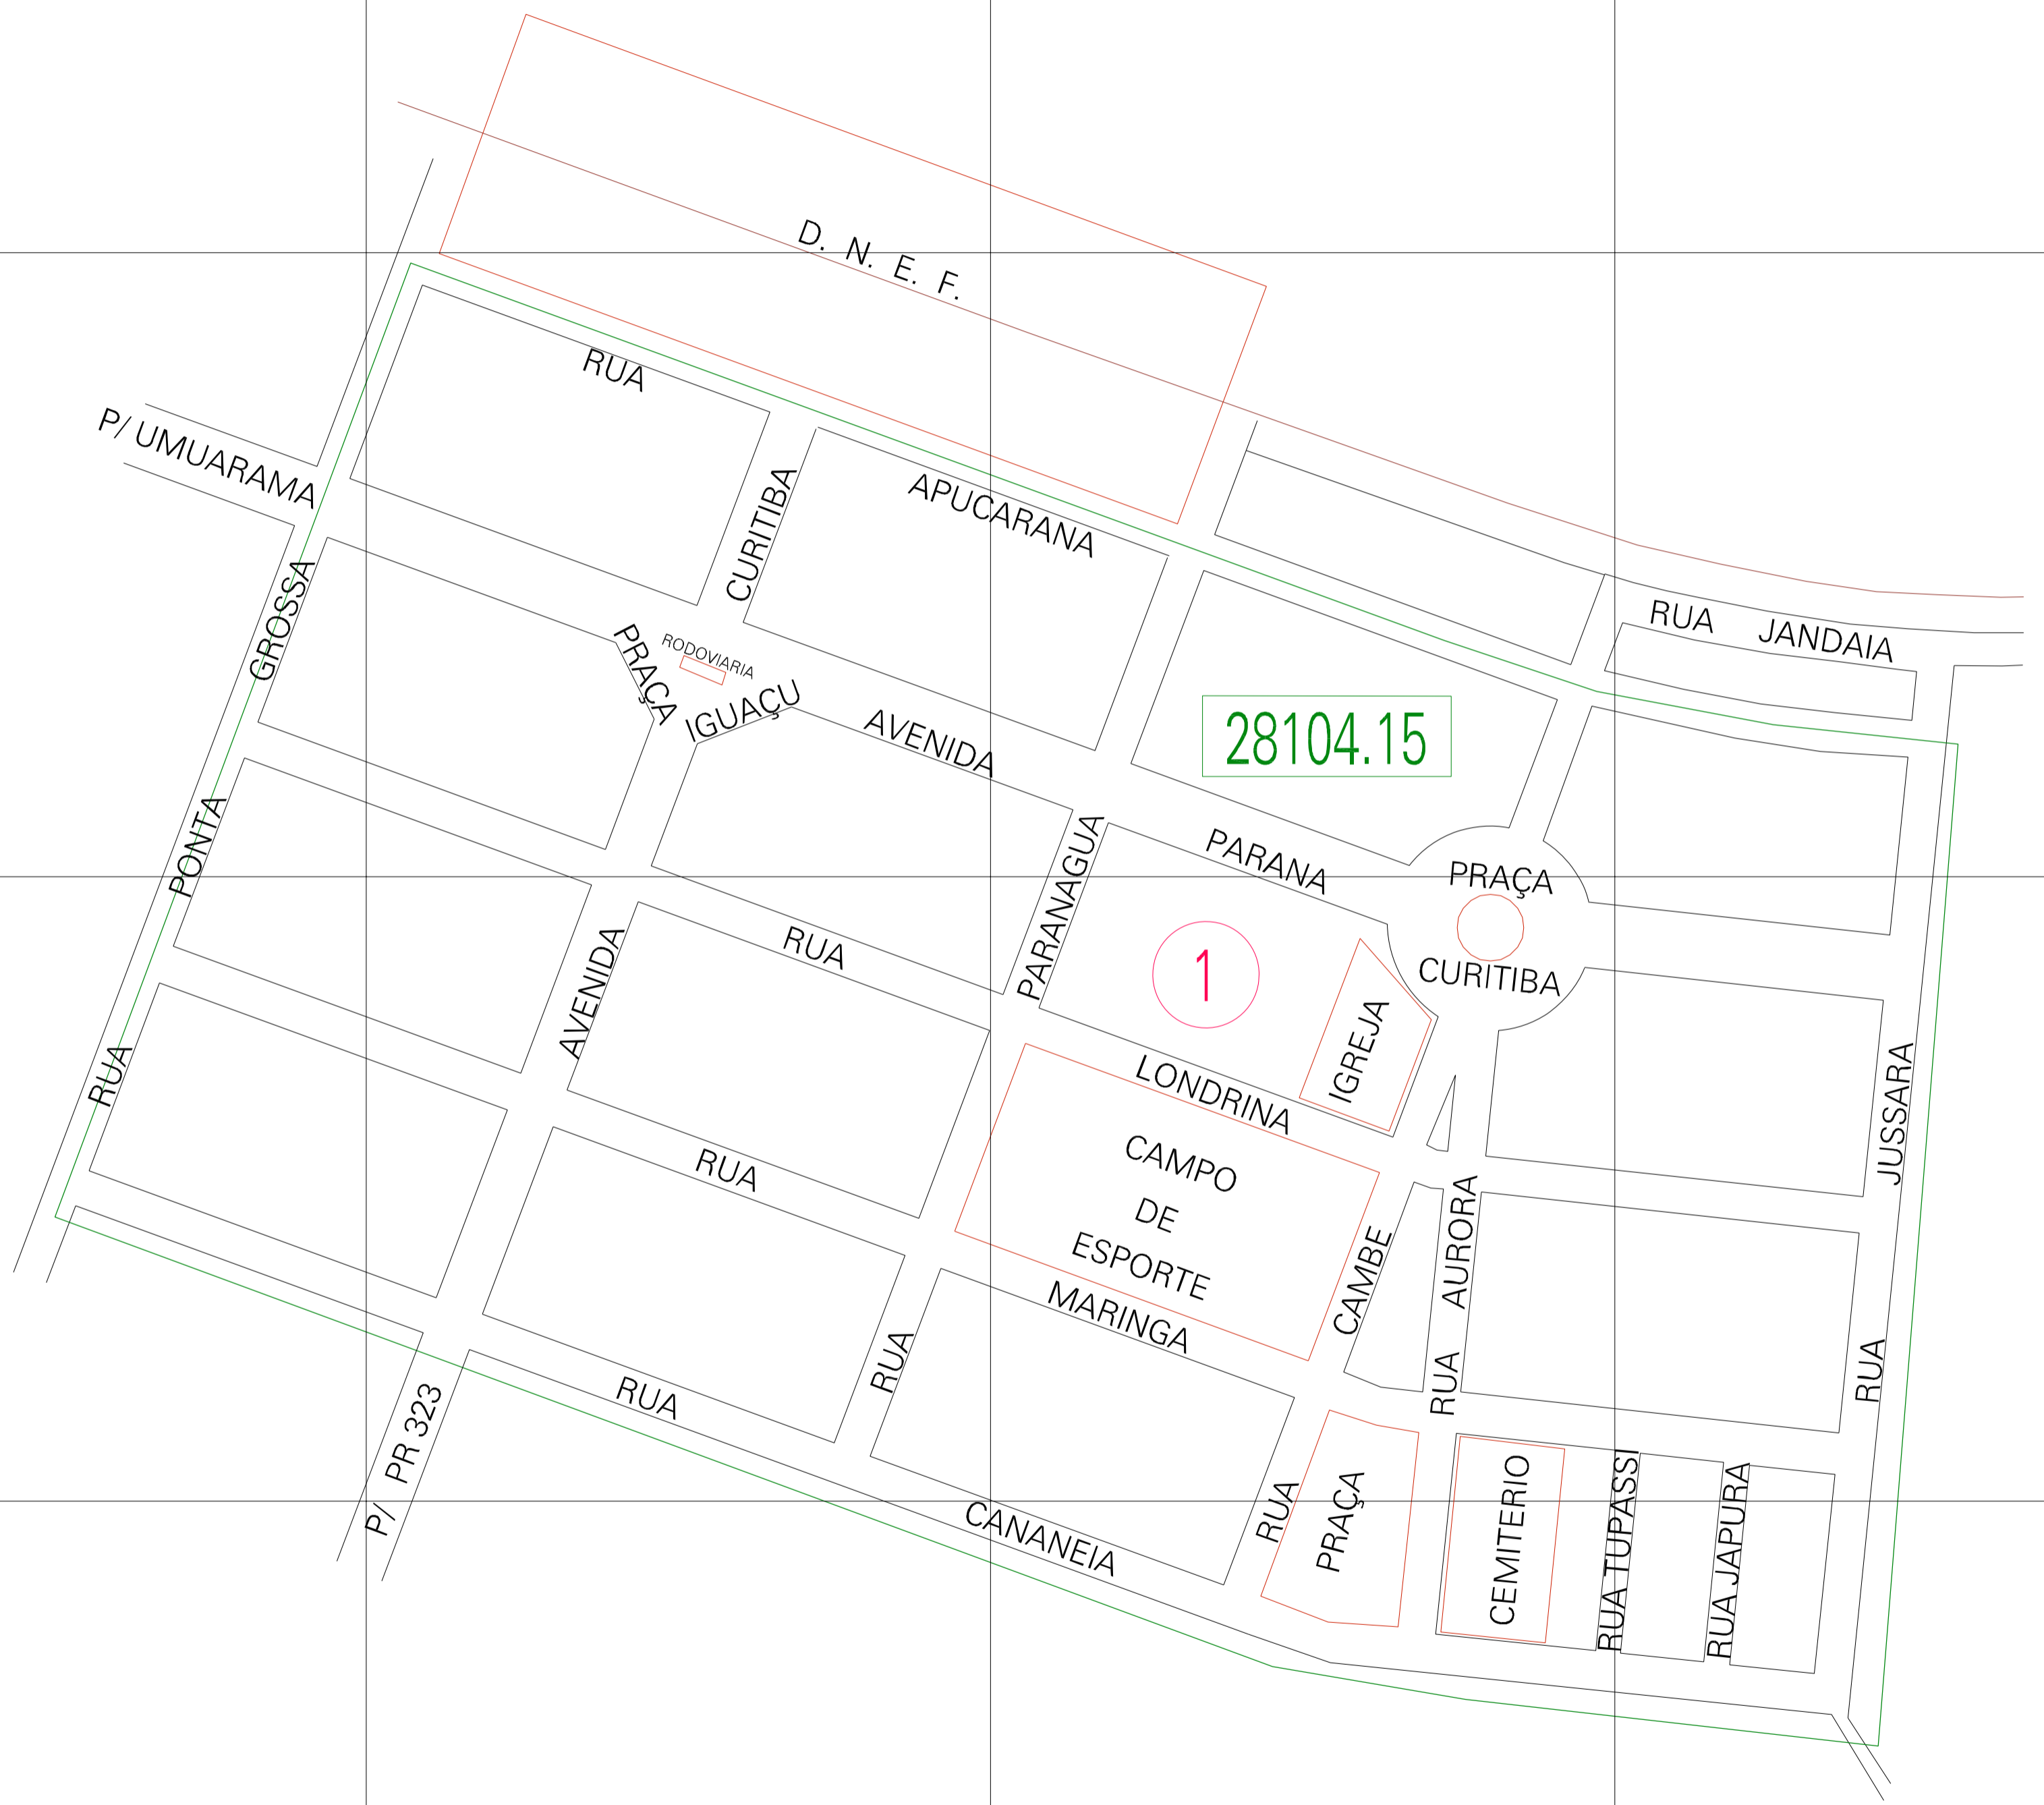 D. N. E. F.
RUA APUCARANA
P/ UMUARAMA
CURITIBA
RUA JANDAIA
RUA PONTA GROSSA
PRAÇA IGUAÇU
RODOVIARIA
AVENIDA PARANA
28104.15
PRAÇA
CURITIBA
PARANAGUA
AVENIDA
RUA LONDRINA
1
IGREJA
CAMPO
DE
ESPORTE
RUA MARINGA
RUA
CAMBE
RUA AURORA
RUA JUSSARA
RUA CANANEIA
P/ PR 323
RUA
PRAÇA
CEMITERIO
RUA TUPASSI
RUA JAPURA